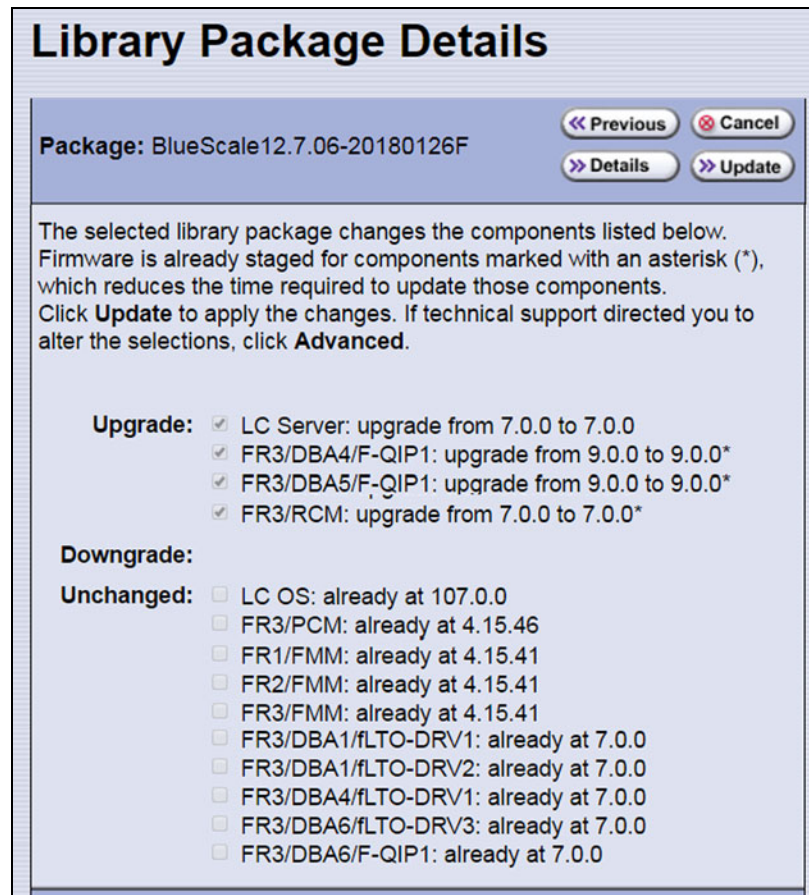 Library Package Details
Package: BlueScale12.7.06-20180126F
Previous
Cancel
Details
Update
The selected library package changes the components listed below.
Firmware is already staged for components marked with an asterisk (*),
which reduces the time required to update those components.
Click Update to apply the changes. If technical support directed you to
alter the selections, click Advanced.
Upgrade: LC Server: upgrade from 7.0.0 to 7.0.0
FR3/DBA4/F-QIP1: upgrade from 9.0.0 to 9.0.0*
FR3/DBA5/F-QIP1: upgrade from 9.0.0 to 9.0.0*
FR3/RCM: upgrade from 7.0.0 to 7.0.0*
Downgrade:
Unchanged: LC OS: already at 107.0.0
FR3/PCM: already at 4.15.46
FR1/FMM: already at 4.15.41
FR2/FMM: already at 4.15.41
FR3/FMM: already at 4.15.41
FR3/DBA1/fLTO-DRV1: already at 7.0.0
FR3/DBA1/fLTO-DRV2: already at 7.0.0
FR3/DBA4/fLTO-DRV1: already at 7.0.0
FR3/DBA6/fLTO-DRV3: already at 7.0.0
FR3/DBA6/F-QIP1: already at 7.0.0